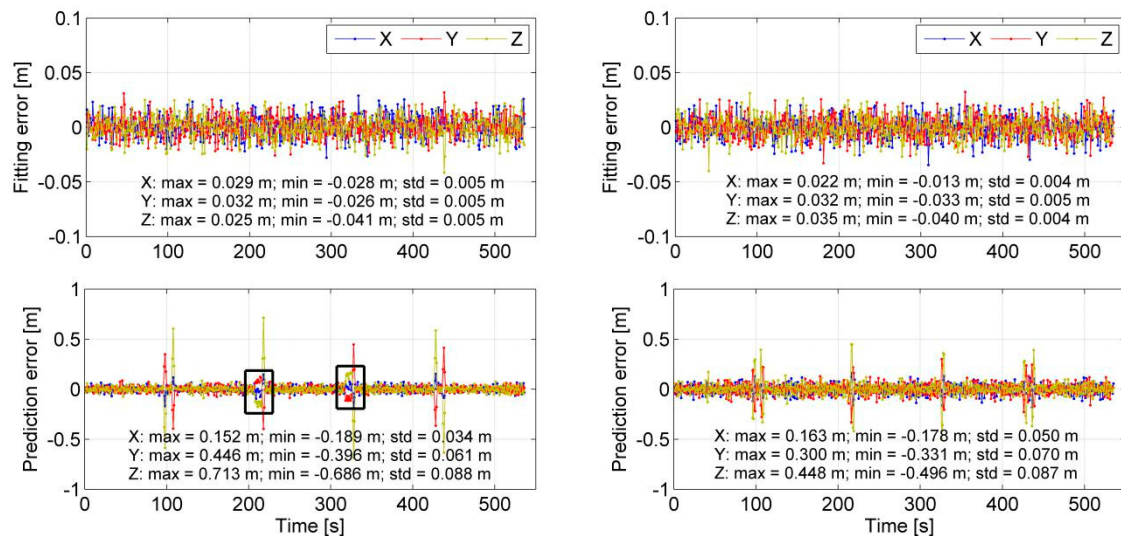 0.1
0.05
0
-0.05
-0.1
Fitting error [m]
X Y Z
X: max = 0.029 m; min = -0.028 m; std = 0.005 m
Y: max = 0.032 m; min = -0.026 m; std = 0.005 m
Z: max = 0.025 m; min = -0.041 m; std = 0.005 m
0 100 200 300 400 500
0.1
0.05
0
-0.05
-0.1
Fitting error [m]
X Y Z
X: max = 0.022 m; min = -0.013 m; std = 0.004 m
Y: max = 0.032 m; min = -0.033 m; std = 0.005 m
Z: max = 0.035 m; min = -0.040 m; std = 0.004 m
0 100 200 300 400 500
1
0.5
0
-0.5
-1
Prediction error [m]
X: max = 0.152 m; min = -0.189 m; std = 0.034 m
Y: max = 0.446 m; min = -0.396 m; std = 0.061 m
Z: max = 0.713 m; min = -0.686 m; std = 0.088 m
0 100 200 300 400 500
Time [s]
1
0.5
0
-0.5
-1
Prediction error [m]
X: max = 0.163 m; min = -0.178 m; std = 0.050 m
Y: max = 0.300 m; min = -0.331 m; std = 0.070 m
Z: max = 0.448 m; min = -0.496 m; std = 0.087 m
0 100 200 300 400 500
Time [s]